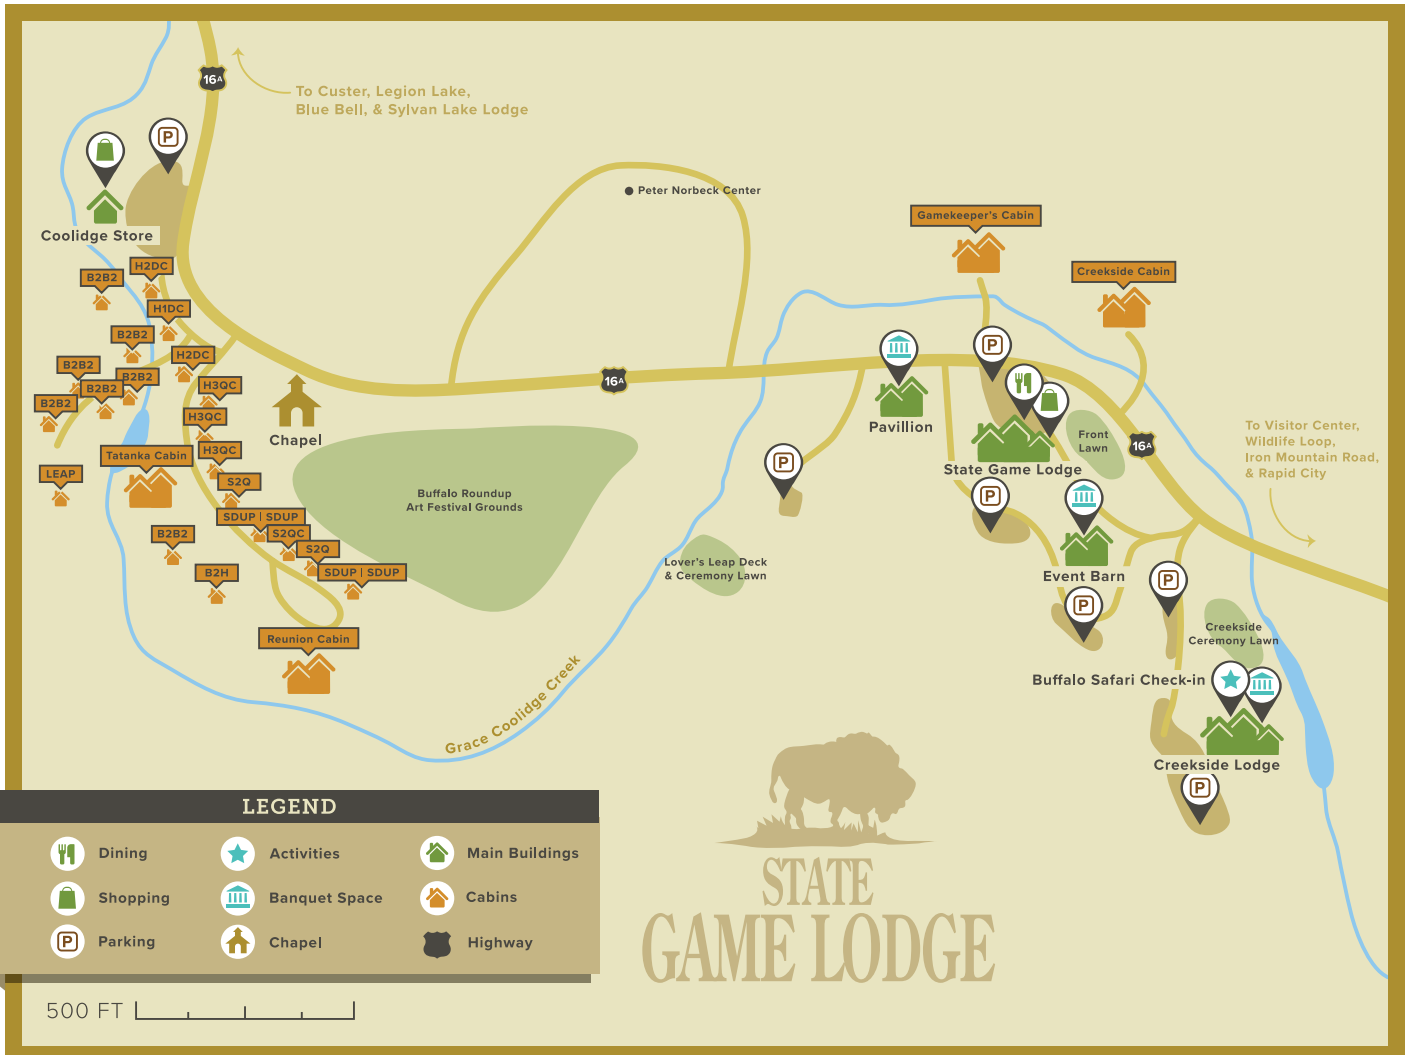 16A
To Custer, Legion Lake,
Blue Bell, & Sylvan Lake Lodge
P
Coolidge Store
Peter Norbeck Center
Gamekeeper's Cabin
Creekside Cabin
H2DC
B2B2
H1DC
B2B2
H2DC
B2B2
B2B2
B2B2
H3QC
B2B2
H3QC
H3QC
Tatanka Cabin
LEAP
S2Q
SDUP | SDUP
S2QC
B2B2
S2Q
B2H
SDUP | SDUP
Reunion Cabin
Chapel
16A
Buffalo Roundup
Art Festival Grounds
P
Pavillion
P
State Game Lodge
Front
Lawn
16A
To Visitor Center,
Wildlife Loop,
Iron Mountain Road,
& Rapid City
P
Event Barn
Lover's Leap Deck
& Ceremony Lawn
P
P
Creekside
Ceremony Lawn
Buffalo Safari Check-in
Creekside Lodge
P
Grace Coolidge Creek
LEGEND
Dining
Activities
Main Buildings
Shopping
Banquet Space
Cabins
P
Parking
Chapel
Highway
500 FT
STATE
GAME LODGE